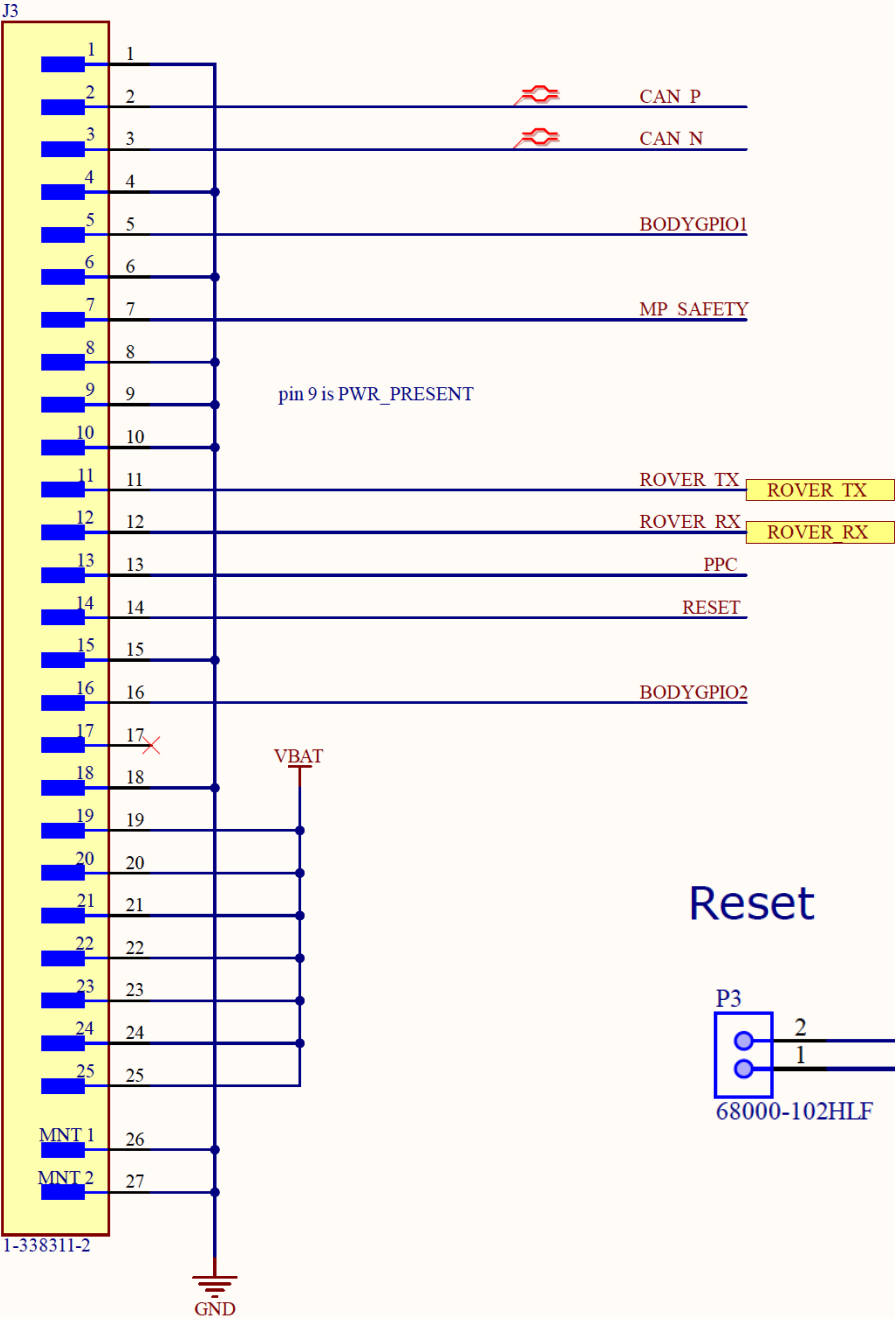 J3
1 1
2 2 CAN_P
3 3 CAN_N
4 4
5 5 BODYGPIO1
6 6
7 7 MP_SAFETY
8 8
9 9 pin 9 is PWR_PRESENT
10 10
11 11 ROVER_TX ROVER_TX
12 12 ROVER_RX ROVER_RX
13 13 PPC
14 14 RESET
15 15
16 16 BODYGPIO2
17 17
VBAT
18 18
19 19
20 20
21 21
22 22
23 23
24 24
25 25
MNT 1 26
MNT 2 27
1-338311-2
GND
Reset
P3
2
1
68000-102HLF